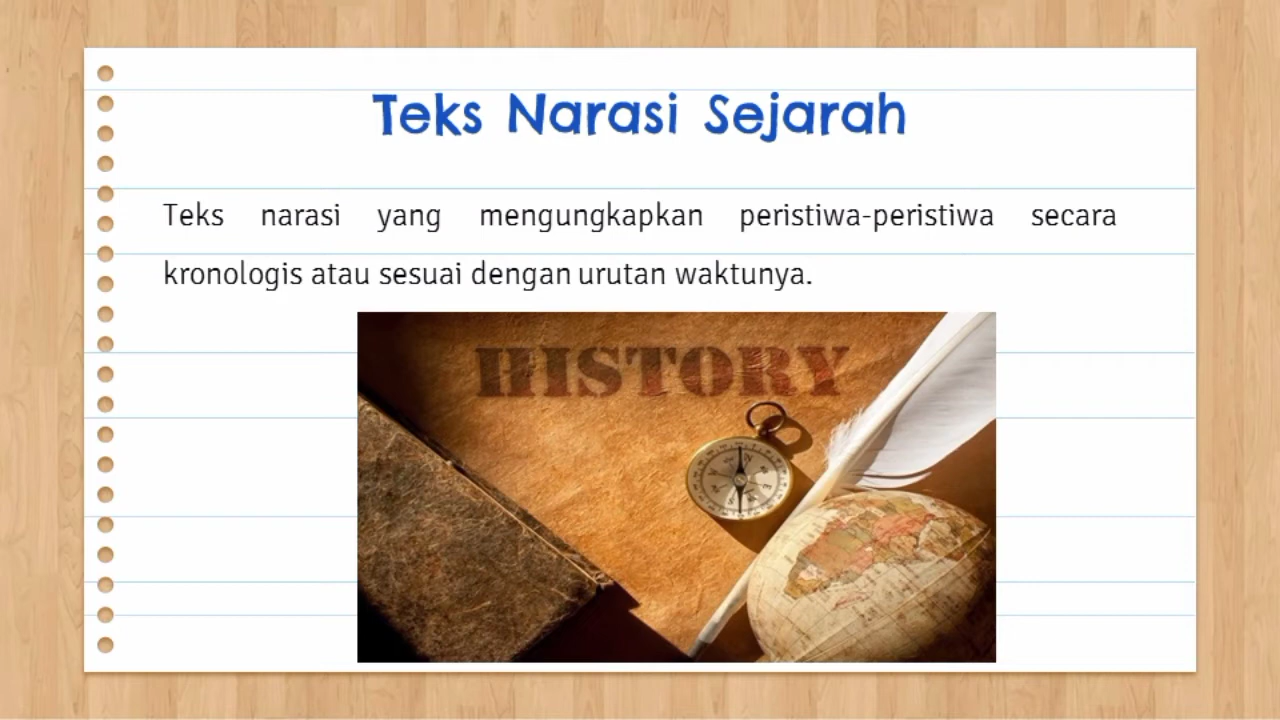 Teks Narasi Sejarah
Teks narasi yang mengungkapkan peristiwa-peristiwa secara
kronologis atau sesuai dengan urutan waktunya.
HISTORY